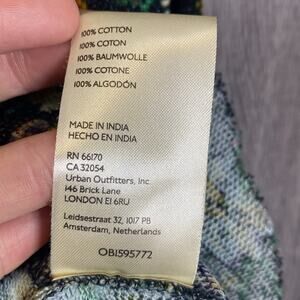 100% COTTON
100% COTON
100% BAUMWOLLE
100% COTONE
100% ALGODÓN
MADE IN INDIA
HECHO EN INDIA
RN 66170
CA 32054
Urban Outfitters, Inc.
146 Brick Lane
LONDON E1 6RU
Leidsestraat 32, 1017 PB
Amsterdam, Netherlands
OB1595772